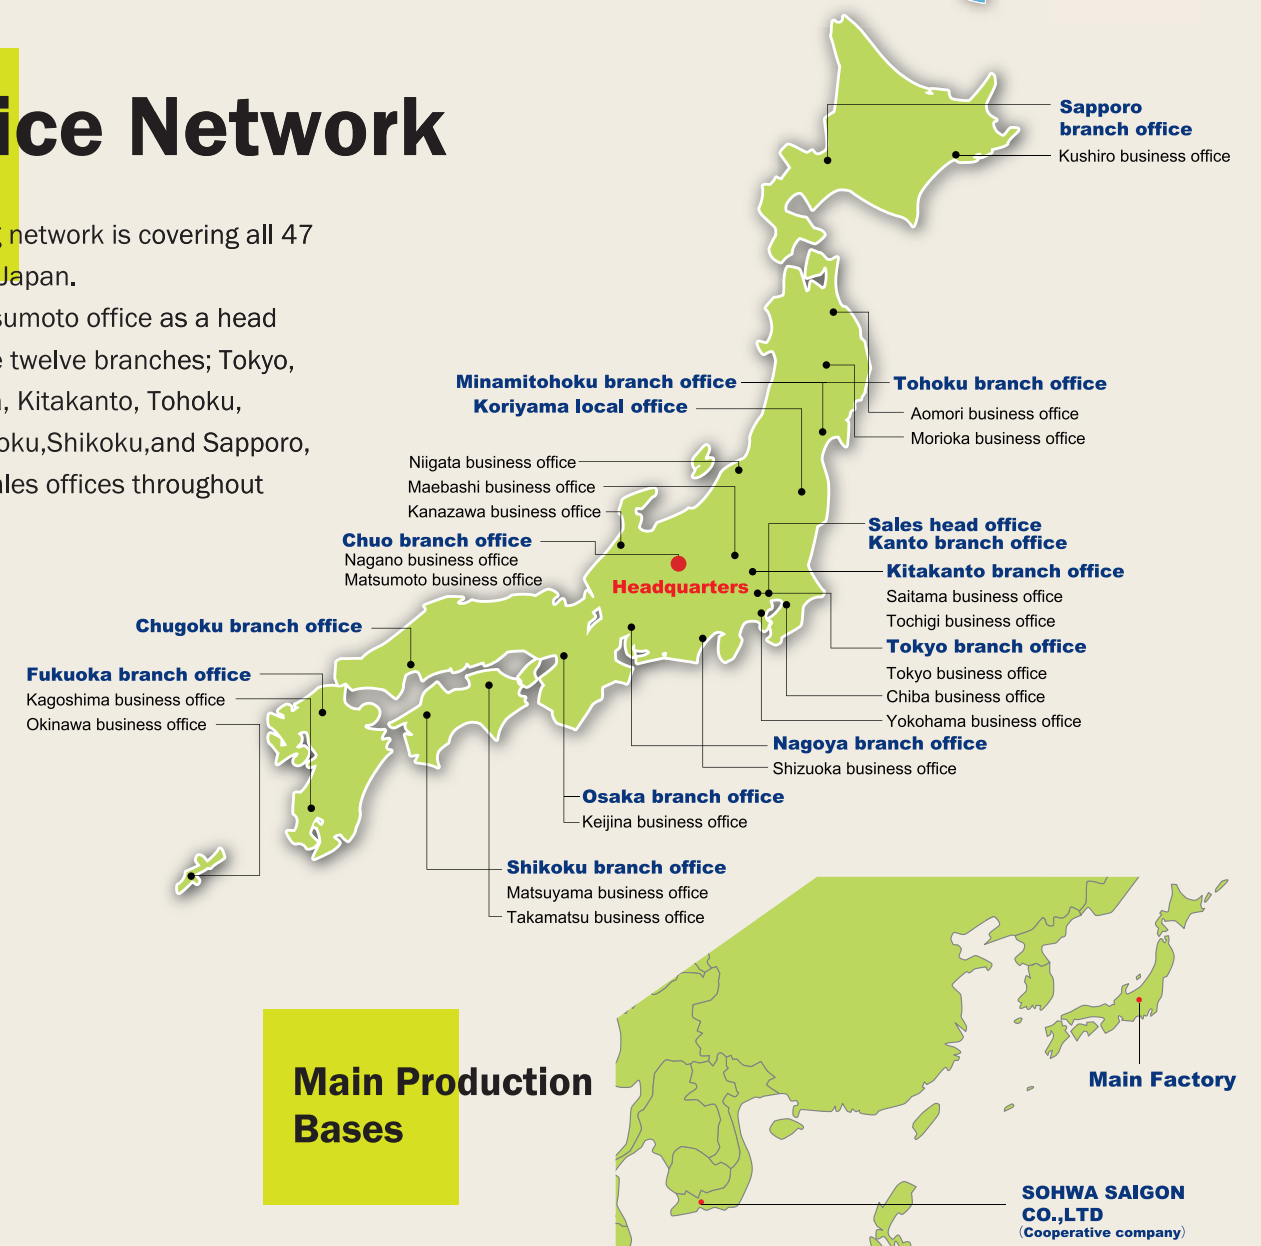 ice Network
network is covering all 47
Japan.
sumoto office as a head
twelve branches; Tokyo,
Kitakanto, Tohoku,
oku,Shikoku,and Sapporo,
ales offices throughout
Sapporo
branch office
Kushiro business office
Minamitohoku branch office
Koriyama local office
Tohoku branch office
Aomori business office
Morioka business office
Niigata business office
Maebashi business office
Kanazawa business office
Chuo branch office
Nagano business office
Matsumoto business office
Headquarters
Sales head office
Kanto branch office
Kitakanto branch office
Saitama business office
Tochigi business office
Tokyo branch office
Tokyo business office
Chiba business office
Yokohama business office
Nagoya branch office
Shizuoka business office
Chugoku branch office
Fukuoka branch office
Kagoshima business office
Okinawa business office
Osaka branch office
Keijina business office
Shikoku branch office
Matsuyama business office
Takamatsu business office
Main Production
Bases
Main Factory
SOHWA SAIGON
CO.,LTD
(Cooperative company)